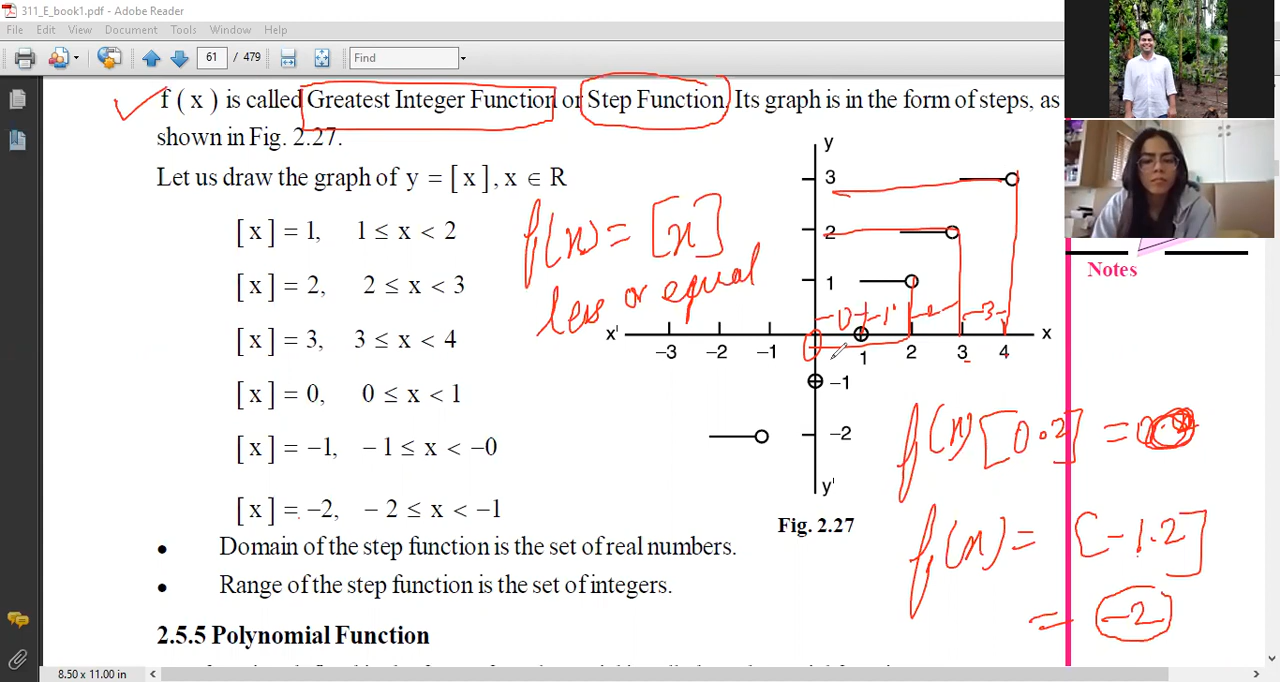 311_E_book1.pdf - Adobe Reader
File Edit View Document Tools Window Help
61 / 479 Find
f ( x ) is called Greatest Integer Function or Step Function. Its graph is in the form of steps, as
shown in Fig. 2.27.
Let us draw the graph of y = [ x ] , x ∈ R
[ x ] = 1, 1 ≤ x < 2
[ x ] = 2, 2 ≤ x < 3
[ x ] = 3, 3 ≤ x < 4
[ x ] = 0, 0 ≤ x < 1
[ x ] = −1, − 1 ≤ x < −0
[ x ] = −2, − 2 ≤ x < −1
f(x) = [x]
less or equal
y
3
2
1
x' −3 −2 −1 1 2 3 4 x
−1
−2
y'
0 1 2 3
Fig. 2.27
Notes
f(x) [0.2] =
f(x) = [-1.2]
= -2
• Domain of the step function is the set of real numbers.
• Range of the step function is the set of integers.
2.5.5 Polynomial Function
8.50 x 11.00 in